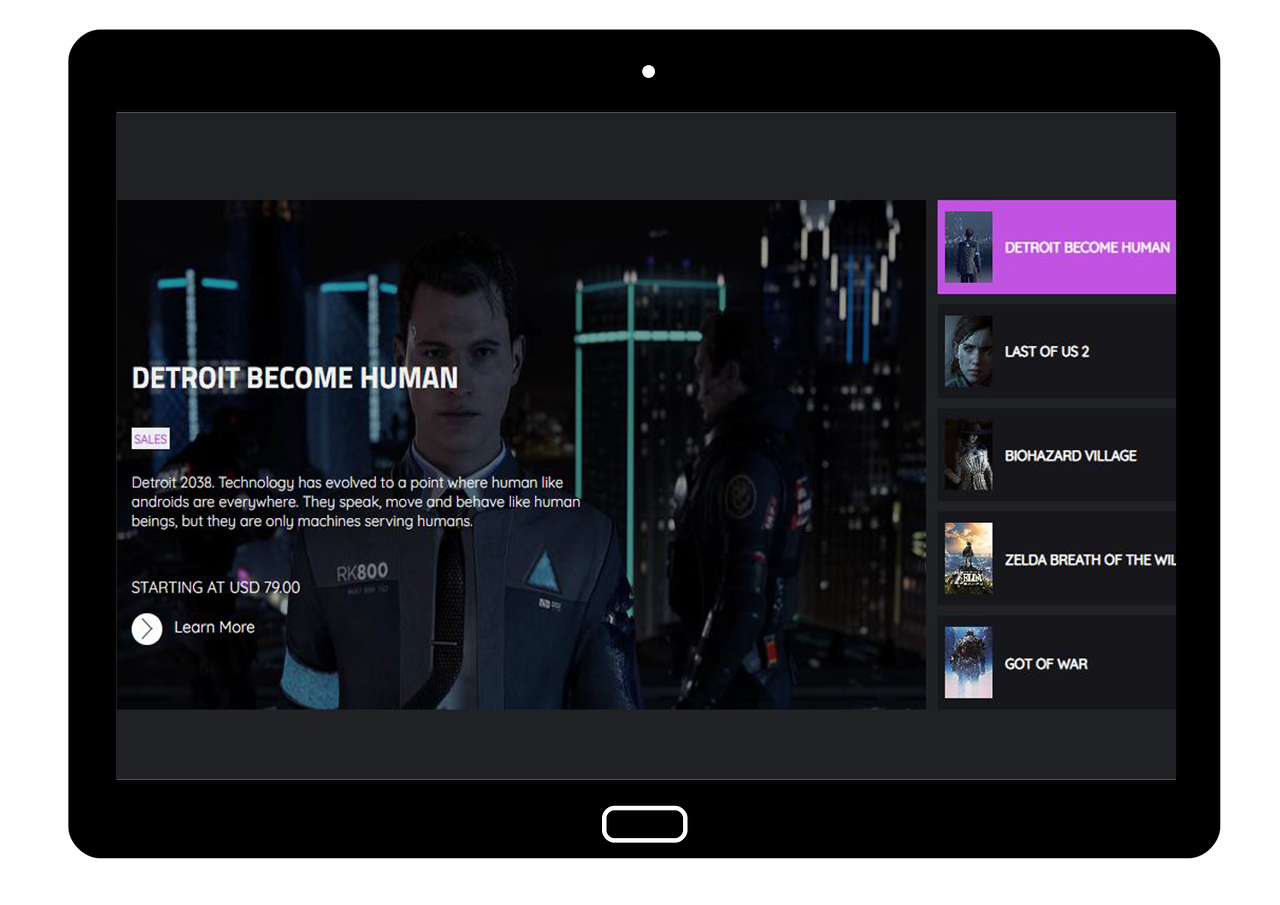 DETROIT BECOME HUMAN
SALES
Detroit 2038. Technology has evolved to a point where human like
androids are everywhere. They speak, move and behave like human
beings, but they are only machines serving humans.
STARTING AT USD 79.00
Learn More
RK800
DETROIT BECOME HUMAN
LAST OF US 2
BIOHAZARD VILLAGE
ZELDA BREATH OF THE WIL
ZELDA
GOT OF WAR